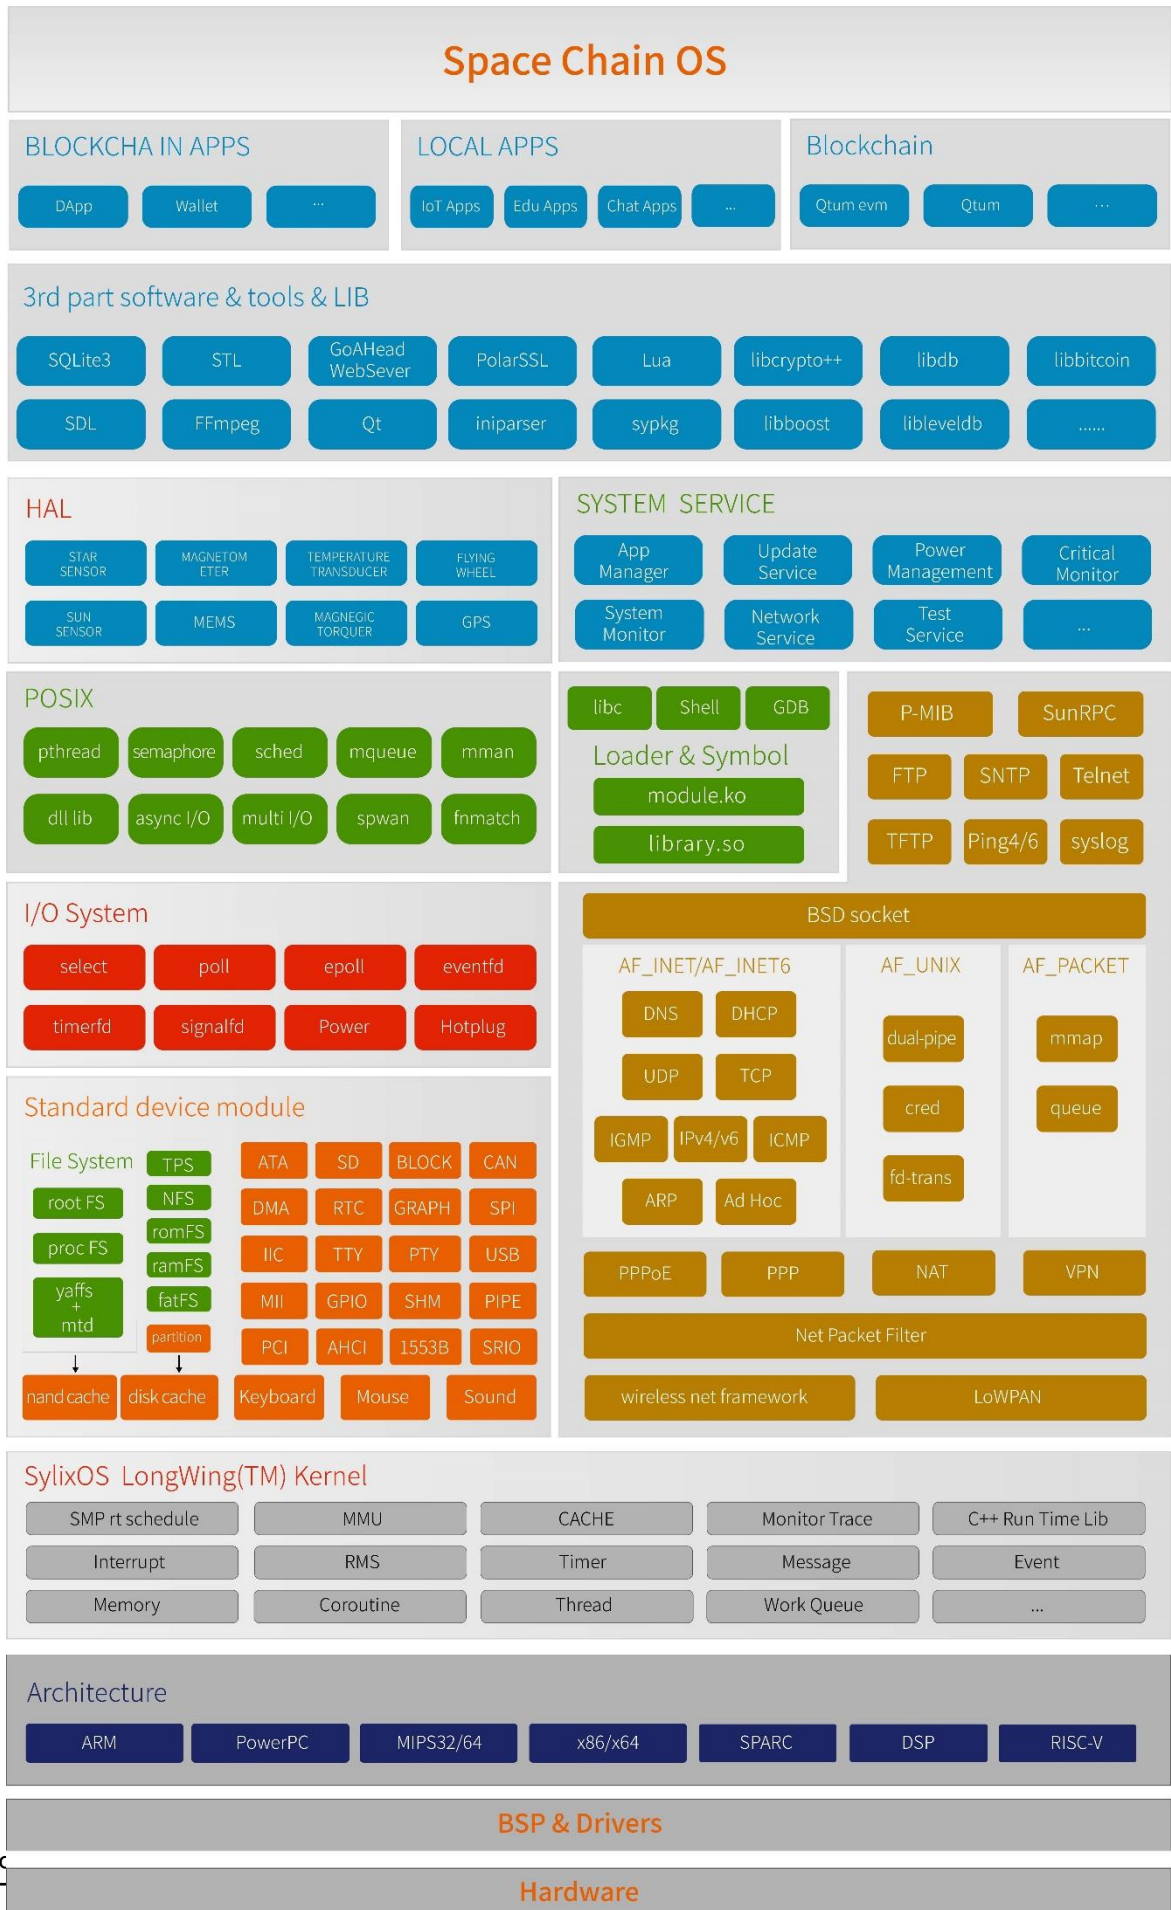 Space Chain OS
BLOCKCHA IN APPS
DApp
Wallet
...
LOCAL APPS
IoT Apps
Edu Apps
Chat Apps
...
Blockchain
Qtum evm
Qtum
...
3rd part software & tools & LIB
SQLite3
STL
GoAHead
WebSever
PolarSSL
Lua
libcrypto++
libdb
libbitcoin
SDL
FFmpeg
Qt
iniparser
sypkg
libboost
libleveldb
......
HAL
STAR
SENSOR
MAGNETOM
ETER
TEMPERATURE
TRANSDUCER
FLYING
WHEEL
SUN
SENSOR
MEMS
MAGNEGIC
TORQUER
GPS
SYSTEM SERVICE
App
Manager
Update
Service
Power
Management
Critical
Monitor
System
Monitor
Network
Service
Test
Service
...
POSIX
pthread
semaphore
sched
mqueue
mman
dll lib
async I/O
multi I/O
spwan
fnmatch
libc
Shell
GDB
Loader & Symbol
module.ko
library.so
P-MIB
SunRPC
FTP
SNTP
Telnet
TFTP
Ping4/6
syslog
I/O System
select
poll
epoll
eventfd
timerfd
signalfd
Power
Hotplug
BSD socket
AF_INET/AF_INET6
DNS
DHCP
UDP
TCP
IGMP
IPv4/v6
ICMP
ARP
Ad Hoc
AF_UNIX
dual-pipe
cred
fd-trans
AF_PACKET
mmap
queue
PPPoE
PPP
NAT
VPN
Net Packet Filter
wireless net framework
LoWPAN
Standard device module
File System
root FS
proc FS
yaffs
+
mtd
TPS
NFS
romFS
ramFS
fatFS
partition
nand cache
disk cache
ATA
SD
BLOCK
CAN
DMA
RTC
GRAPH
SPI
IIC
TTY
PTY
USB
MII
GPIO
SHM
PIPE
PCI
AHCI
1553B
SRIO
Keyboard
Mouse
Sound
SylixOS LongWing(TM) Kernel
SMP rt schedule
MMU
CACHE
Monitor Trace
C++ Run Time Lib
Interrupt
RMS
Timer
Message
Event
Memory
Coroutine
Thread
Work Queue
...
Architecture
ARM
PowerPC
MIPS32/64
x86/x64
SPARC
DSP
RISC-V
BSP & Drivers
Hardware